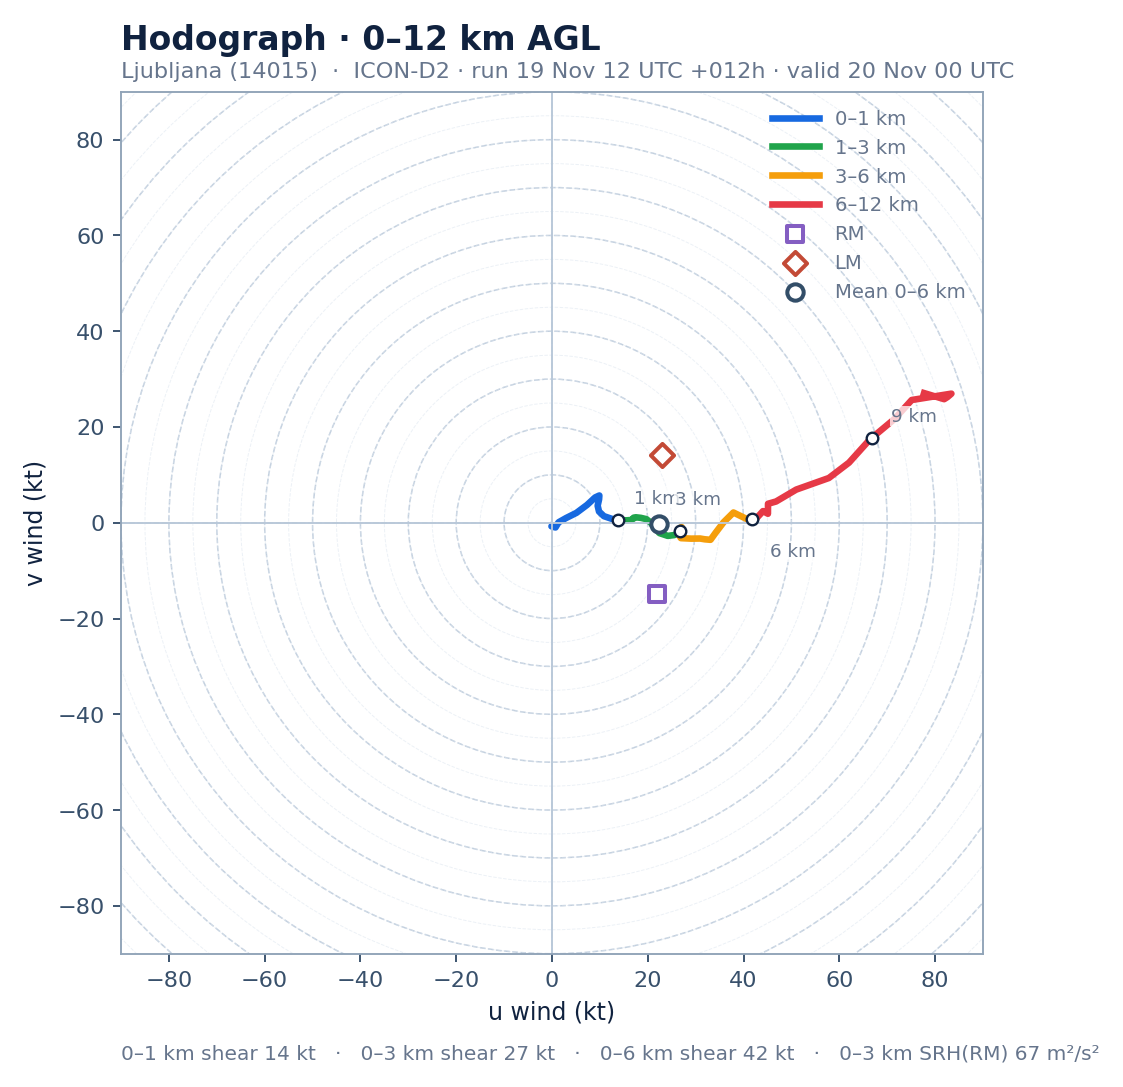 Hodograph · 0–12 km AGL
Ljubljana (14015) · ICON-D2 · run 19 Nov 12 UTC +012h · valid 20 Nov 00 UTC
0–1 km
1–3 km
3–6 km
6–12 km
RM
LM
Mean 0–6 km
80
60
40
20
0
−20
−40
−60
−80
v wind (kt)
9 km
1 km
3 km
6 km
−80 −60 −40 −20 0 20 40 60 80
u wind (kt)
0–1 km shear 14 kt · 0–3 km shear 27 kt · 0–6 km shear 42 kt · 0–3 km SRH(RM) 67 m²/s²